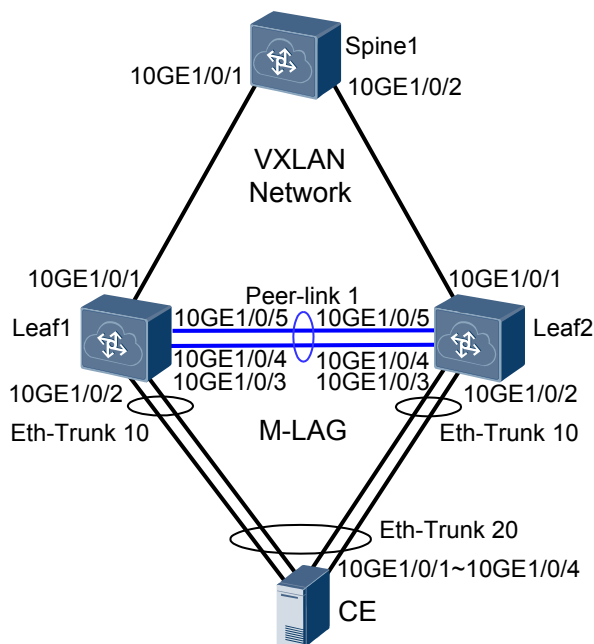 Spine1
10GE1/0/1
10GE1/0/2
VXLAN
Network
10GE1/0/1
10GE1/0/1
Peer-link 1
10GE1/0/5
10GE1/0/5
Leaf1
Leaf2
10GE1/0/4
10GE1/0/4
10GE1/0/3
10GE1/0/3
10GE1/0/2
10GE1/0/2
Eth-Trunk 10
M-LAG
Eth-Trunk 10
Eth-Trunk 20
10GE1/0/1~10GE1/0/4
CE